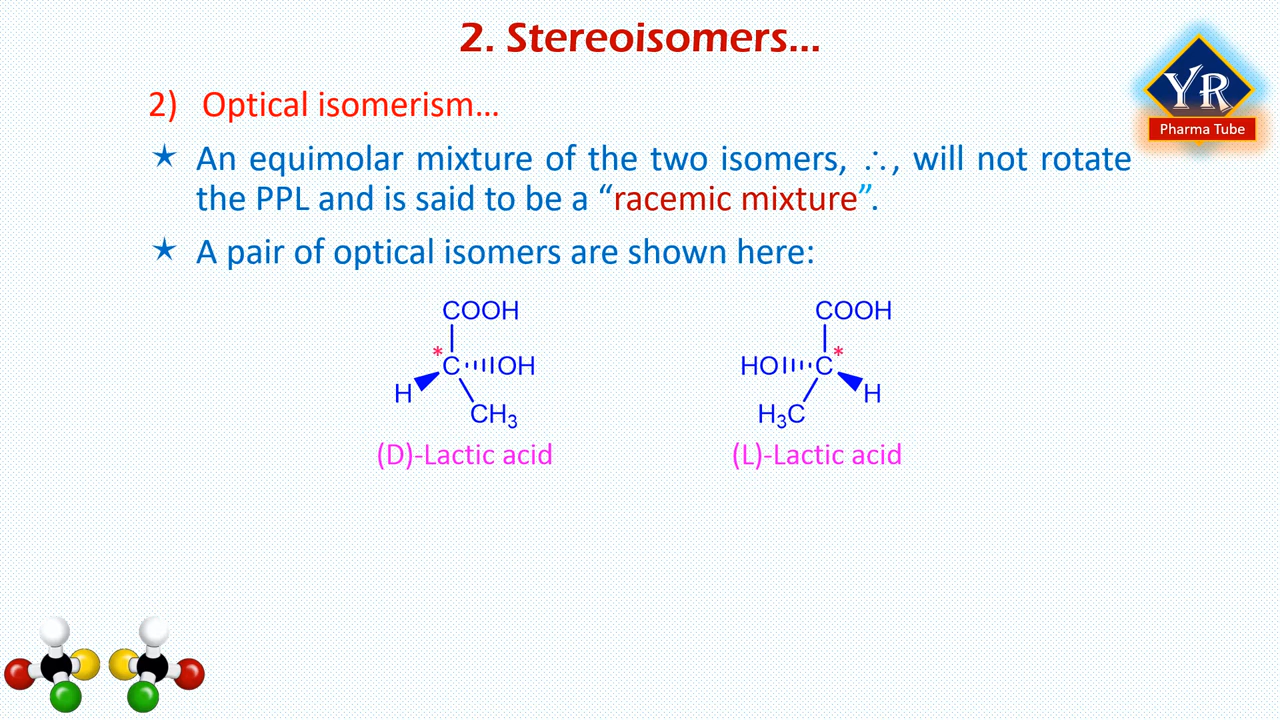 2. Stereoisomers...
YR
Pharma Tube
2) Optical isomerism...
★ An equimolar mixture of the two isomers, ∴, will not rotate
the PPL and is said to be a “racemic mixture”.
★ A pair of optical isomers are shown here:
COOH
* C OH
H
CH₃
(D)-Lactic acid
COOH
HO C *
H
H₃C
(L)-Lactic acid